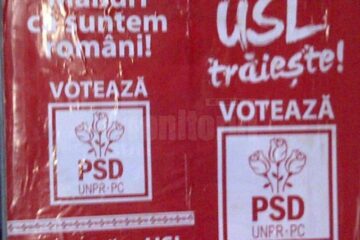 că suntem
români!
VOTEAZĂ
PSD
UNPR-PC
USL
trăiește!
VOTEAZĂ
PSD
UNPR-PC